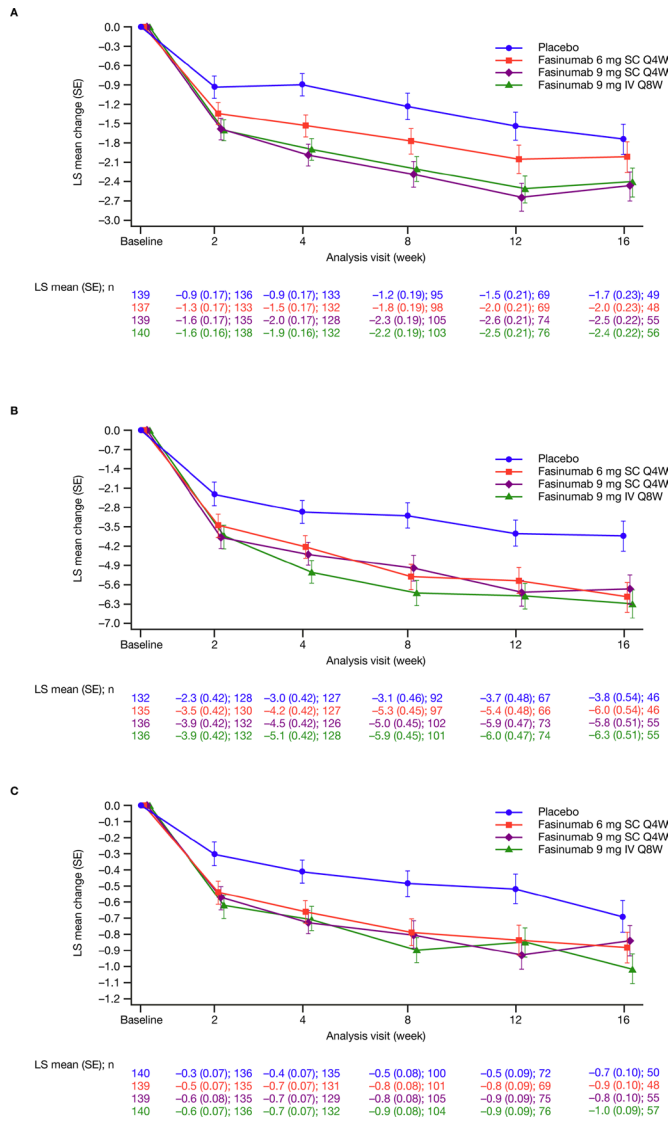 A
0.0
−0.3
−0.6
−0.9
−1.2
−1.5
−1.8
−2.1
−2.4
−2.7
−3.0
LS mean change (SE)
Placebo
Fasinumab 6 mg SC Q4W
Fasinumab 9 mg SC Q4W
Fasinumab 9 mg IV Q8W
Baseline 2 4 8 12 16
Analysis visit (week)
LS mean (SE); n
139 −0.9 (0.17); 136 −0.9 (0.17); 133 −1.2 (0.19); 95 −1.5 (0.21); 69 −1.7 (0.23); 49
137 −1.3 (0.17); 133 −1.5 (0.17); 132 −1.8 (0.19); 98 −2.0 (0.21); 69 −2.0 (0.23); 48
139 −1.6 (0.17); 135 −2.0 (0.17); 128 −2.3 (0.19); 105 −2.6 (0.21); 74 −2.5 (0.22); 55
140 −1.6 (0.16); 138 −1.9 (0.16); 132 −2.2 (0.19); 103 −2.5 (0.21); 76 −2.4 (0.22); 56
B
0.0
−0.7
−1.4
−2.1
−2.8
−3.5
−4.2
−4.9
−5.6
−6.3
−7.0
LS mean change (SE)
Placebo
Fasinumab 6 mg SC Q4W
Fasinumab 9 mg SC Q4W
Fasinumab 9 mg IV Q8W
Baseline 2 4 8 12 16
Analysis visit (week)
LS mean (SE); n
132 −2.3 (0.42); 128 −3.0 (0.42); 127 −3.1 (0.46); 92 −3.7 (0.48); 67 −3.8 (0.54); 46
135 −3.5 (0.42); 130 −4.2 (0.42); 127 −5.3 (0.45); 97 −5.4 (0.48); 66 −6.0 (0.54); 46
136 −3.9 (0.42); 132 −4.5 (0.42); 126 −5.0 (0.45); 102 −5.9 (0.47); 73 −5.8 (0.51); 55
136 −3.9 (0.42); 132 −5.1 (0.42); 128 −5.9 (0.45); 101 −6.0 (0.47); 74 −6.3 (0.51); 55
C
0.0
−0.1
−0.2
−0.3
−0.4
−0.5
−0.6
−0.7
−0.8
−0.9
−1.0
−1.1
−1.2
LS mean change (SE)
Placebo
Fasinumab 6 mg SC Q4W
Fasinumab 9 mg SC Q4W
Fasinumab 9 mg IV Q8W
Baseline 2 4 8 12 16
Analysis visit (week)
LS mean (SE); n
140 −0.3 (0.07); 136 −0.4 (0.07); 135 −0.5 (0.08); 100 −0.5 (0.09); 72 −0.7 (0.10); 50
139 −0.5 (0.07); 135 −0.7 (0.07); 131 −0.8 (0.08); 101 −0.8 (0.09); 69 −0.9 (0.10); 48
139 −0.6 (0.08); 135 −0.7 (0.07); 129 −0.8 (0.08); 105 −0.9 (0.09); 75 −0.8 (0.10); 55
140 −0.6 (0.07); 136 −0.7 (0.07); 132 −0.9 (0.08); 104 −0.9 (0.09); 76 −1.0 (0.09); 57